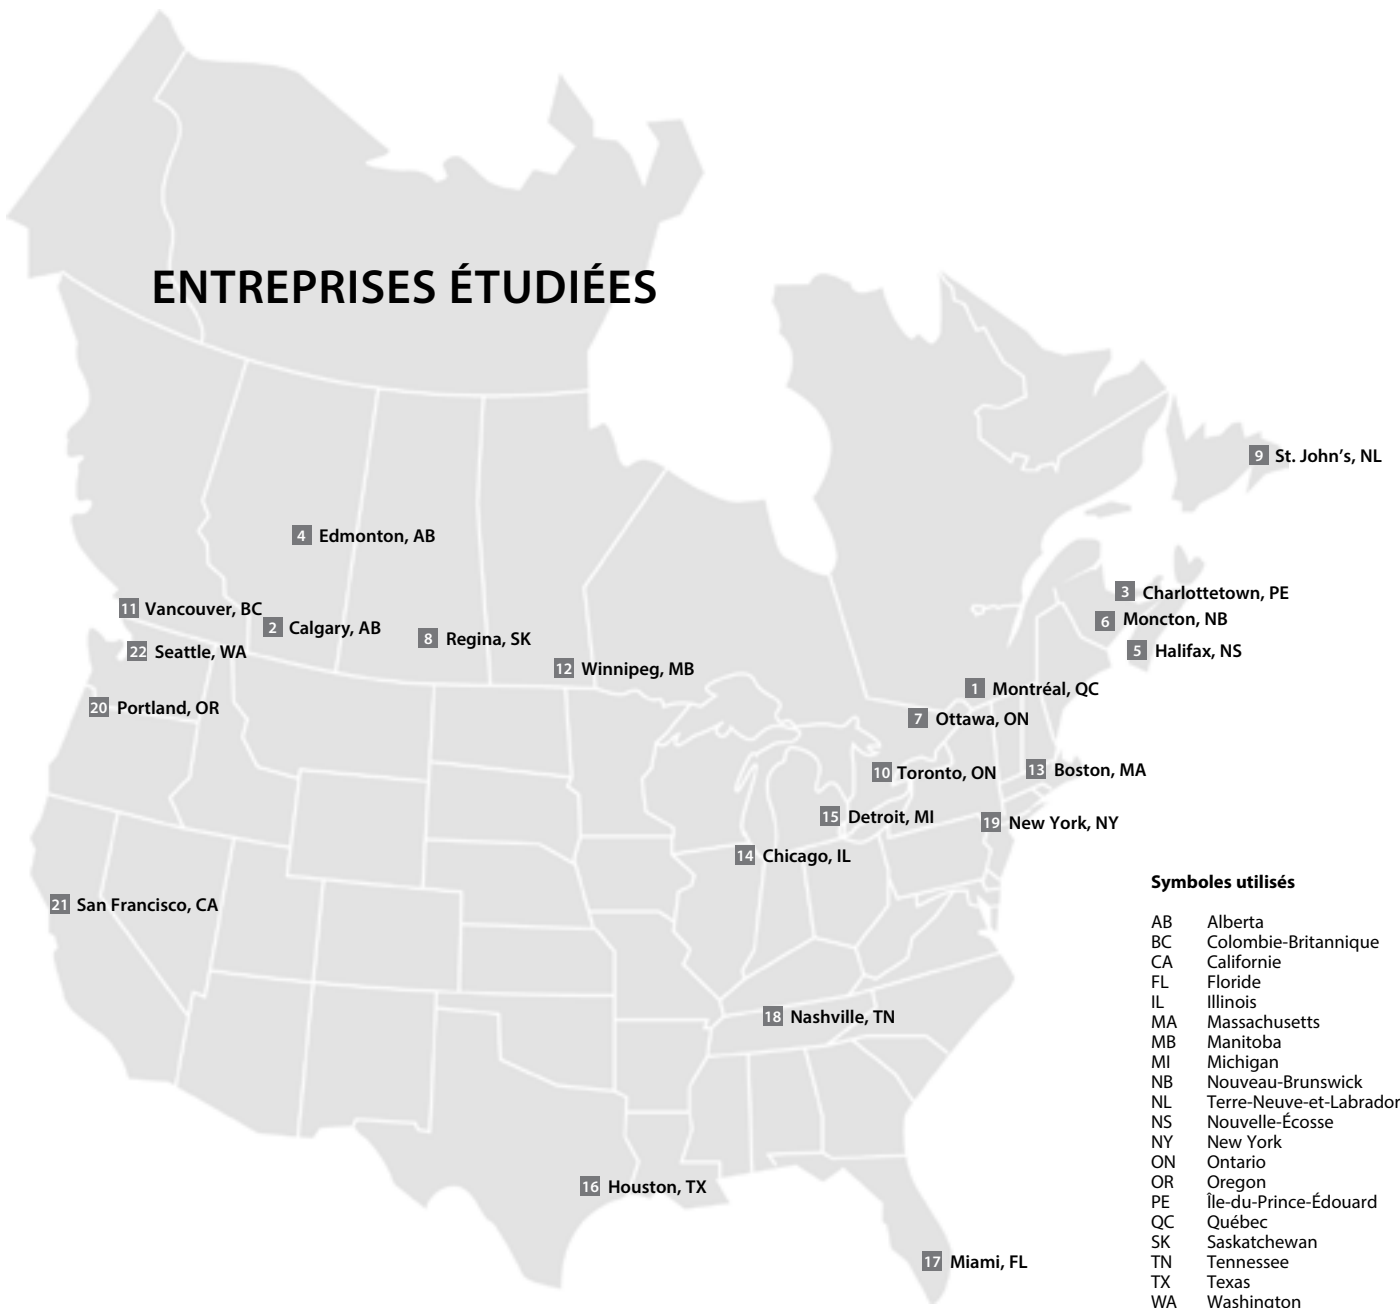 ENTREPRISES ÉTUDIÉES
9 St. John's, NL
4 Edmonton, AB
3 Charlottetown, PE
11 Vancouver, BC
6 Moncton, NB
2 Calgary, AB
8 Regina, SK
22 Seattle, WA
5 Halifax, NS
12 Winnipeg, MB
1 Montréal, QC
20 Portland, OR
7 Ottawa, ON
10 Toronto, ON
13 Boston, MA
15 Detroit, MI
19 New York, NY
14 Chicago, IL
21 San Francisco, CA
18 Nashville, TN
16 Houston, TX
17 Miami, FL
Symboles utilisés
AB Alberta
BC Colombie-Britannique
CA Californie
FL Floride
IL Illinois
MA Massachusetts
MB Manitoba
MI Michigan
NB Nouveau-Brunswick
NL Terre-Neuve-et-Labrador
NS Nouvelle-Écosse
NY New York
ON Ontario
OR Oregon
PE Île-du-Prince-Édouard
QC Québec
SK Saskatchewan
TN Tennessee
TX Texas
WA Washington